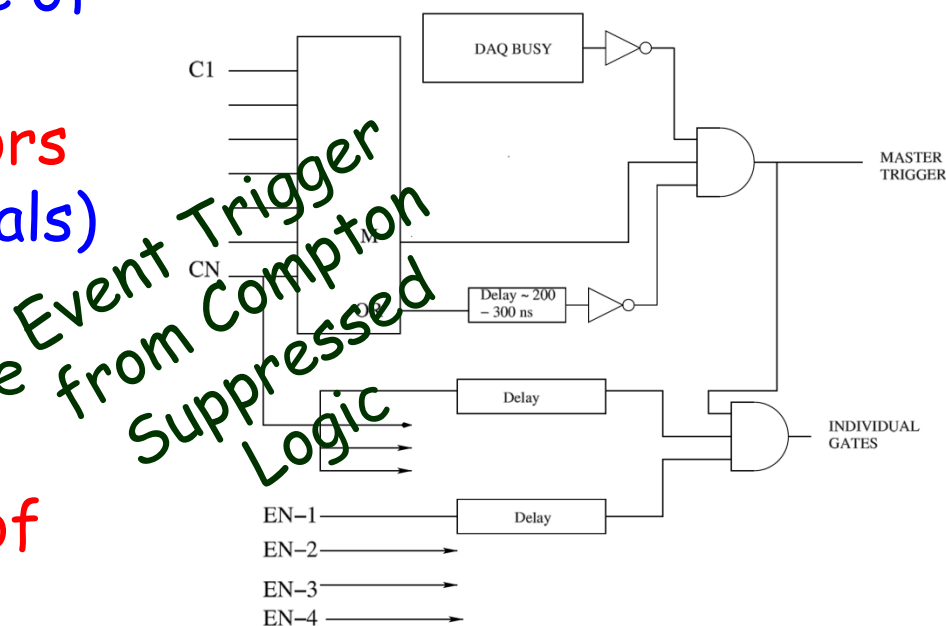 e of
ors
als)
e
of
Event Trigger
from Compton
Suppressed
Logic
C1
CN
M
OR
DAQ BUSY
Delay ~ 200
– 300 ns
MASTER
TRIGGER
Delay
INDIVIDUAL
GATES
EN–1
Delay
EN–2
EN–3
EN–4